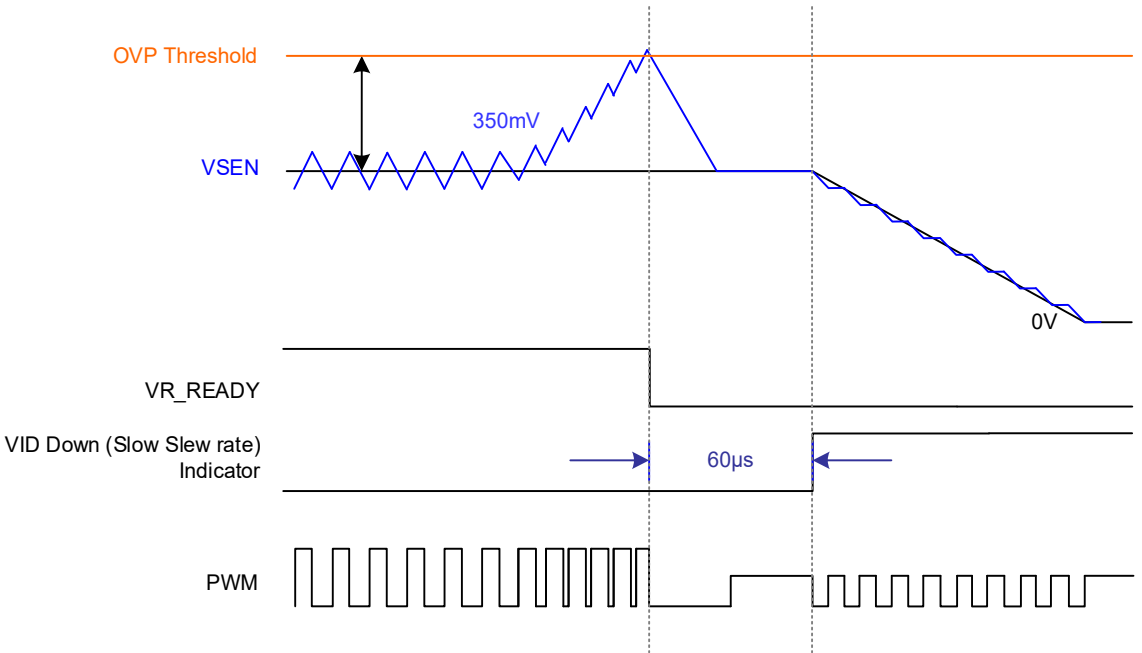 OVP Threshold
350mV
VSEN
0V
VR_READY
VID Down (Slow Slew rate)
Indicator
60µs
PWM